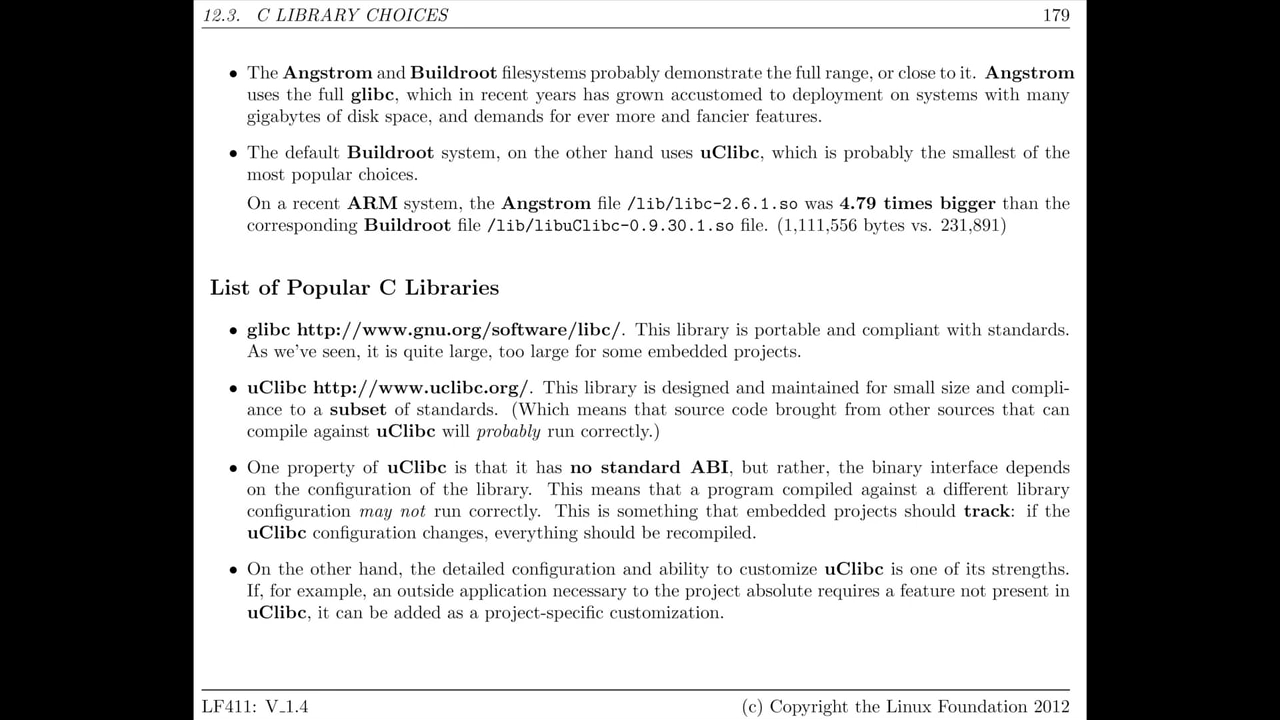 12.3. C LIBRARY CHOICES 179
• The Angstrom and Buildroot filesystems probably demonstrate the full range, or close to it. Angstrom
uses the full glibc, which in recent years has grown accustomed to deployment on systems with many
gigabytes of disk space, and demands for ever more and fancier features.
• The default Buildroot system, on the other hand uses uClibc, which is probably the smallest of the
most popular choices.
On a recent ARM system, the Angstrom file /lib/libc-2.6.1.so was 4.79 times bigger than the
corresponding Buildroot file /lib/libuClibc-0.9.30.1.so file. (1,111,556 bytes vs. 231,891)
List of Popular C Libraries
• glibc http://www.gnu.org/software/libc/. This library is portable and compliant with standards.
As we've seen, it is quite large, too large for some embedded projects.
• uClibc http://www.uclibc.org/. This library is designed and maintained for small size and compli-
ance to a subset of standards. (Which means that source code brought from other sources that can
compile against uClibc will probably run correctly.)
• One property of uClibc is that it has no standard ABI, but rather, the binary interface depends
on the configuration of the library. This means that a program compiled against a different library
configuration may not run correctly. This is something that embedded projects should track: if the
uClibc configuration changes, everything should be recompiled.
• On the other hand, the detailed configuration and ability to customize uClibc is one of its strengths.
If, for example, an outside application necessary to the project absolute requires a feature not present in
uClibc, it can be added as a project-specific customization.
LF411: V_1.4 (c) Copyright the Linux Foundation 2012